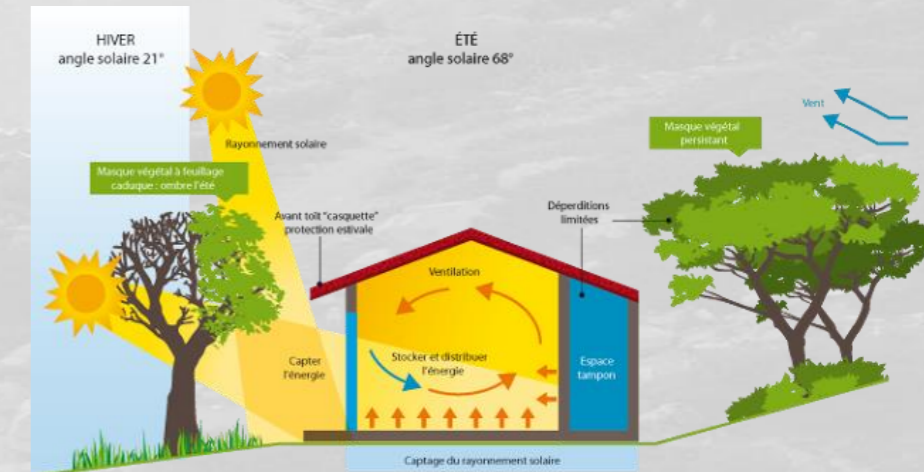 HIVER
angle solaire 21°
ÉTÉ
angle solaire 68°
Vent
Masque végétal
persistant
Rayonnement solaire
Masque végétal à feuillage
caduque : ombre l'été
Avant toît "casquette"
protection estivale
Déperditions
limitées
Ventilation
Capter
l'énergie
Stocker et distribuer
l'énergie
Espace
tampon
Captage du rayonnement solaire